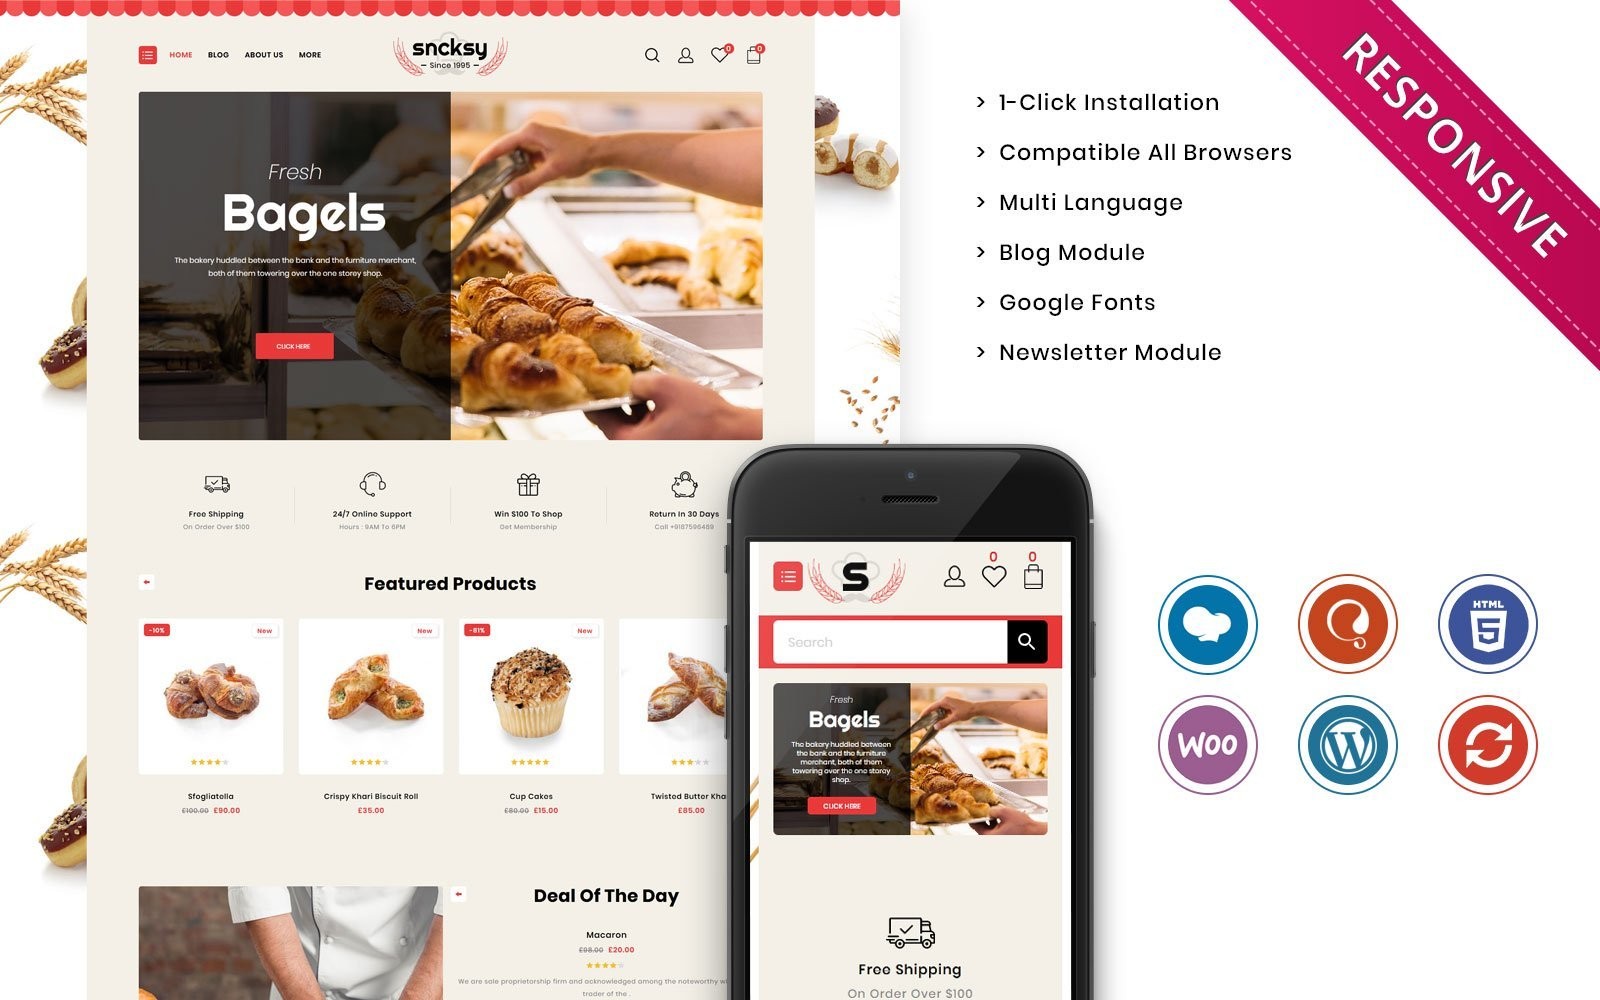 HOME BLOG ABOUT US MORE
sncksy
Since 1995
0 0
Fresh
Bagels
The bakery huddled between the bank and the furniture merchant,
both of them towering over the one storey shop.
CLICK HERE
Free Shipping
On Order Over $100
24/7 Online Support
Hours : 9AM To 6PM
Win $100 To Shop
Get Membership
Return In 30 Days
Call +9187596489
Featured Products
-10% New
New
-81% New
Sfogliatella
£100.00 £90.00
Crispy Khari Biscuit Roll
£35.00
Cup Cakes
£80.00 £15.00
Twisted Butter Kha
£85.00
Deal Of The Day
Macaron
£98.00 £20.00
We are sale proprietorship firm and acknowledged among the noteworthy
trader of the .
S
0 0
Search
Fresh
Bagels
The bakery huddled between
the bank and the furniture
merchant, both of them
towering over the one storey
shop.
CLICK HERE
Free Shipping
On Order Over $100
> 1-Click Installation
> Compatible All Browsers
> Multi Language
> Blog Module
> Google Fonts
> Newsletter Module
RESPONSIVE
HTML
5
WOO
W